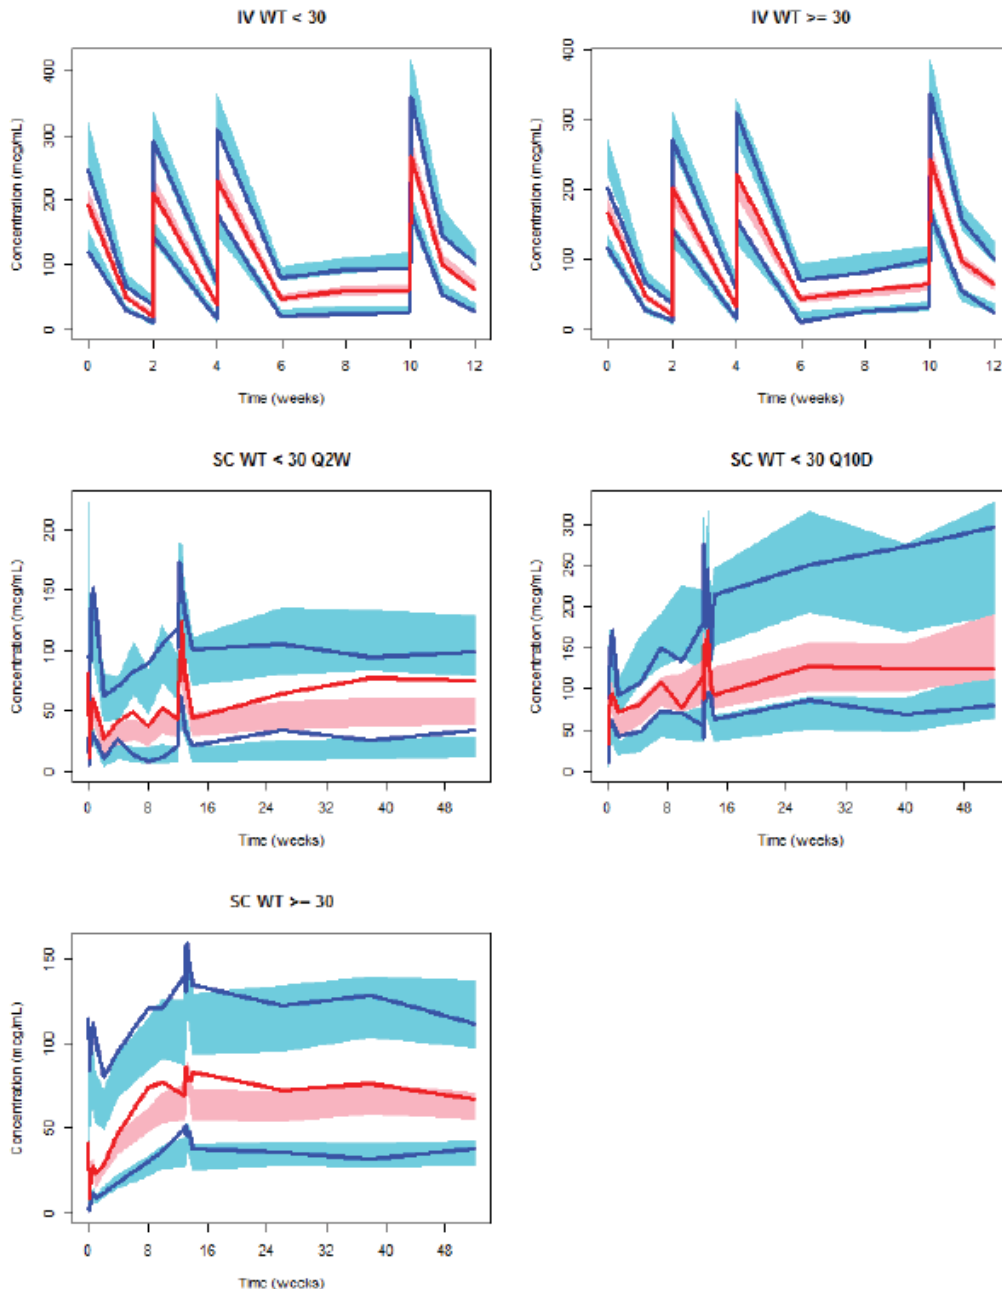 IV WT < 30
Concentration (mcg/mL)
0 100 200 300 400
0 2 4 6 8 10 12
Time (weeks)
IV WT >= 30
Concentration (mcg/mL)
0 100 200 300 400
0 2 4 6 8 10 12
Time (weeks)
SC WT < 30 Q2W
Concentration (mcg/mL)
0 50 100 150 200
0 8 16 24 32 40 48
Time (weeks)
SC WT < 30 Q10D
Concentration (mcg/mL)
0 50 100 150 200 250 300
0 8 16 24 32 40 48
Time (weeks)
SC WT >= 30
Concentration (mcg/mL)
0 50 100 150
0 8 16 24 32 40 48
Time (weeks)